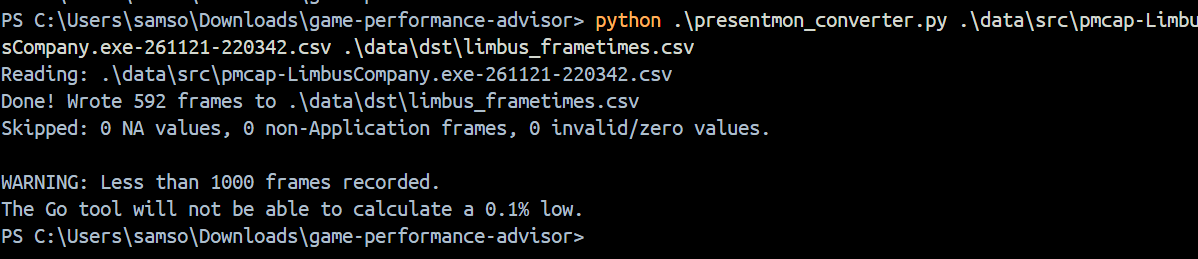 PS C:\Users\samso\Downloads\game-performance-advisor> python .\presentmon_converter.py .\data\src\pmcap-Limbu
sCompany.exe-261121-220342.csv .\data\dst\limbus_frametimes.csv
Reading: .\data\src\pmcap-LimbusCompany.exe-261121-220342.csv
Done! Wrote 592 frames to .\data\dst\limbus_frametimes.csv
Skipped: 0 NA values, 0 non-Application frames, 0 invalid/zero values.
WARNING: Less than 1000 frames recorded.
The Go tool will not be able to calculate a 0.1% low.
PS C:\Users\samso\Downloads\game-performance-advisor>